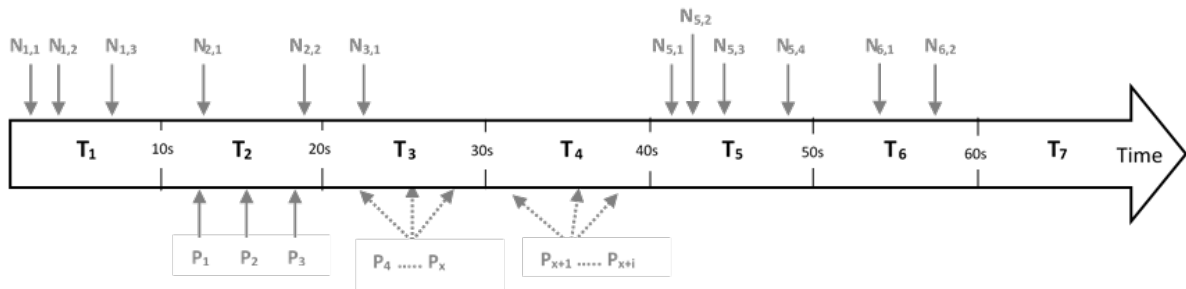 N5,2
N1,1 N1,2 N1,3 N2,1 N2,2 N3,1 N5,1 N5,3 N5,4 N6,1 N6,2
T1 10s T2 20s T3 30s T4 40s T5 50s T6 60s T7 Time
P1 P2 P3 P4 ..... Px Px+1 ..... Px+i